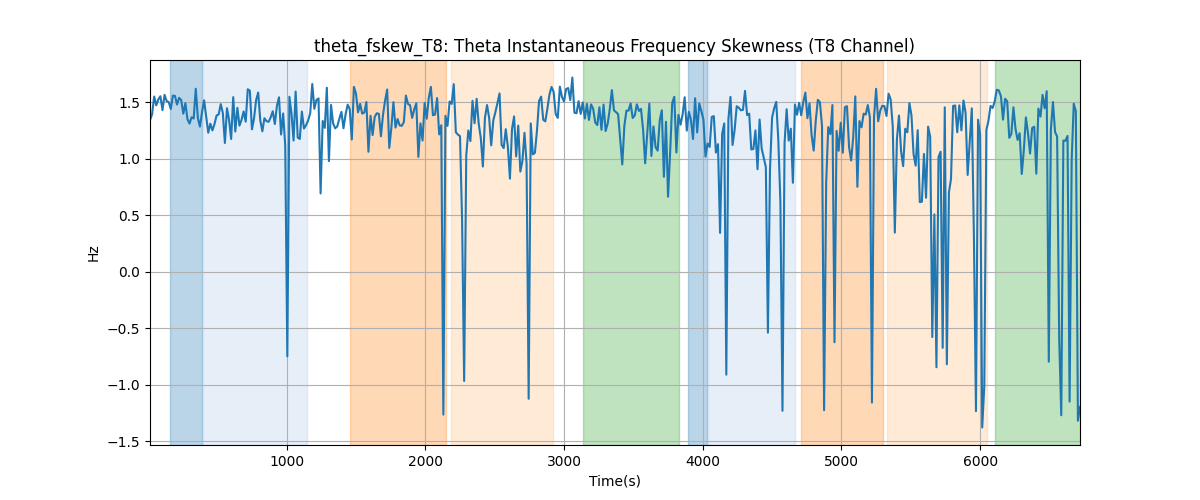 theta_fskew_T8: Theta Instantaneous Frequency Skewness (T8 Channel)
1.5
1.0
0.5
0.0
−0.5
−1.0
−1.5
Hz
1000 2000 3000 4000 5000 6000
Time(s)